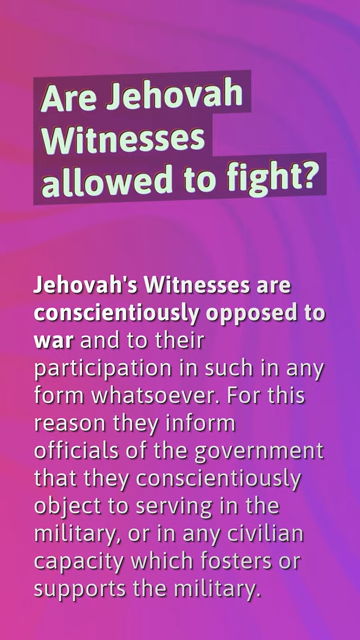 Are Jehovah
Witnesses
allowed to fight?
Jehovah's Witnesses are
conscientiously opposed to
war and to their
participation in such in any
form whatsoever. For this
reason they inform
officials of the government
that they conscientiously
object to serving in the
military, or in any civilian
capacity which fosters or
supports the military.